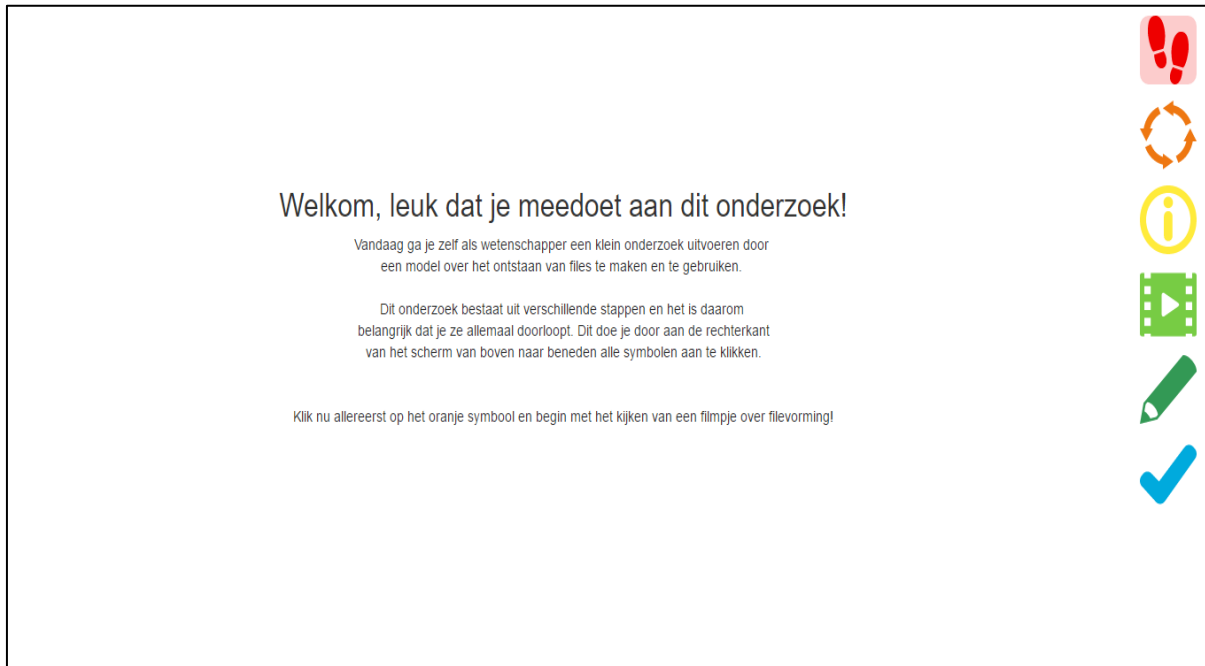 Welkom, leuk dat je meedoet aan dit onderzoek!
Vandaag ga je zelf als wetenschapper een klein onderzoek uitvoeren door
een model over het ontstaan van files te maken en te gebruiken.
Dit onderzoek bestaat uit verschillende stappen en het is daarom
belangrijk dat je ze allemaal doorloopt. Dit doe je door aan de rechterkant
van het scherm van boven naar beneden alle symbolen aan te klikken.
Klik nu allereerst op het oranje symbool en begin met het kijken van een filmpje over filevorming!